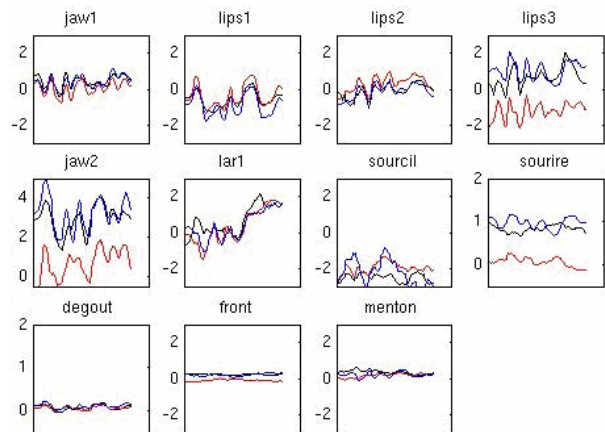 jaw1 lips1 lips2 lips3
2 2 2 2
0 0 0 0
-2 -2 -2 -2
jaw2 lar1 sourcil sourire
4 2 2 2
2 0 0 1
0 -2 -2 0
degout front menton
2 2 2
1 0 0
0 -2 -2